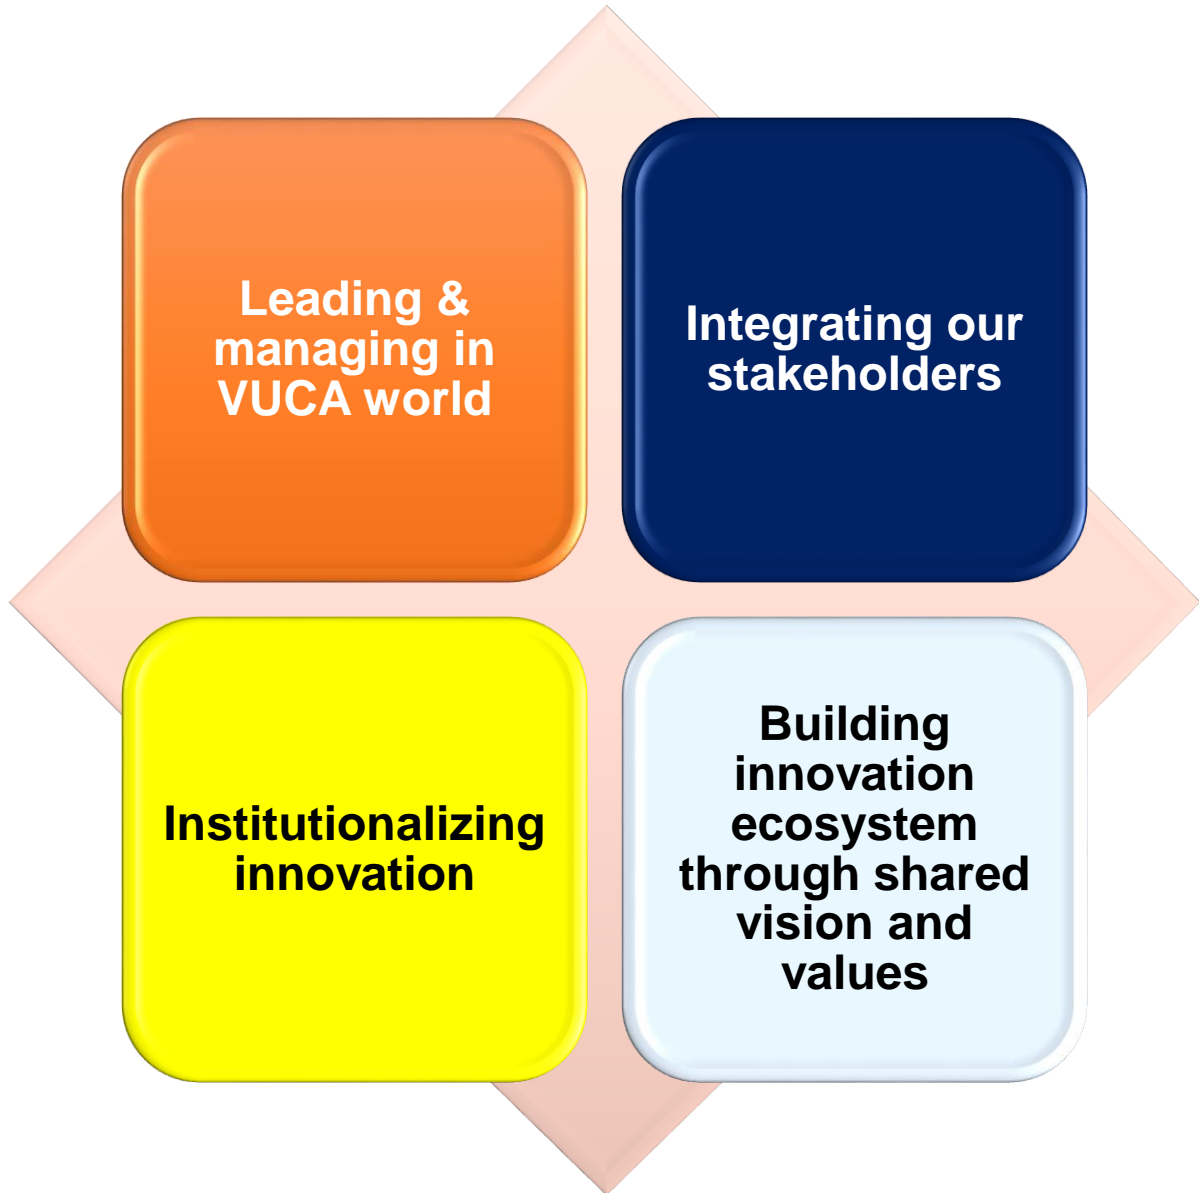 Leading &
managing in
VUCA world
Integrating our
stakeholders
Institutionalizing
innovation
Building
innovation
ecosystem
through shared
vision and
values